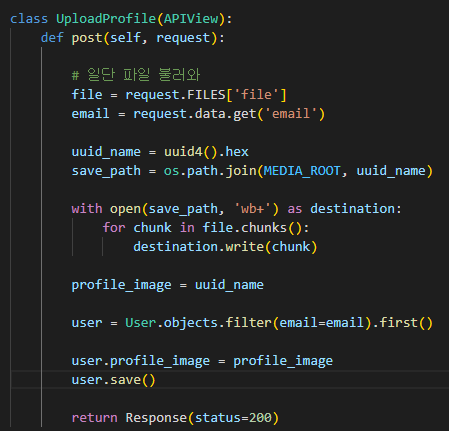 class UploadProfile(APIView):
    def post(self, request):
        # 일단 파일 불러와
        file = request.FILES['file']
        email = request.data.get('email')
        uuid_name = uuid4().hex
        save_path = os.path.join(MEDIA_ROOT, uuid_name)
        with open(save_path, 'wb+') as destination:
            for chunk in file.chunks():
                destination.write(chunk)
        profile_image = uuid_name
        user = User.objects.filter(email=email).first()
        user.profile_image = profile_image
        user.save()
        return Response(status=200)